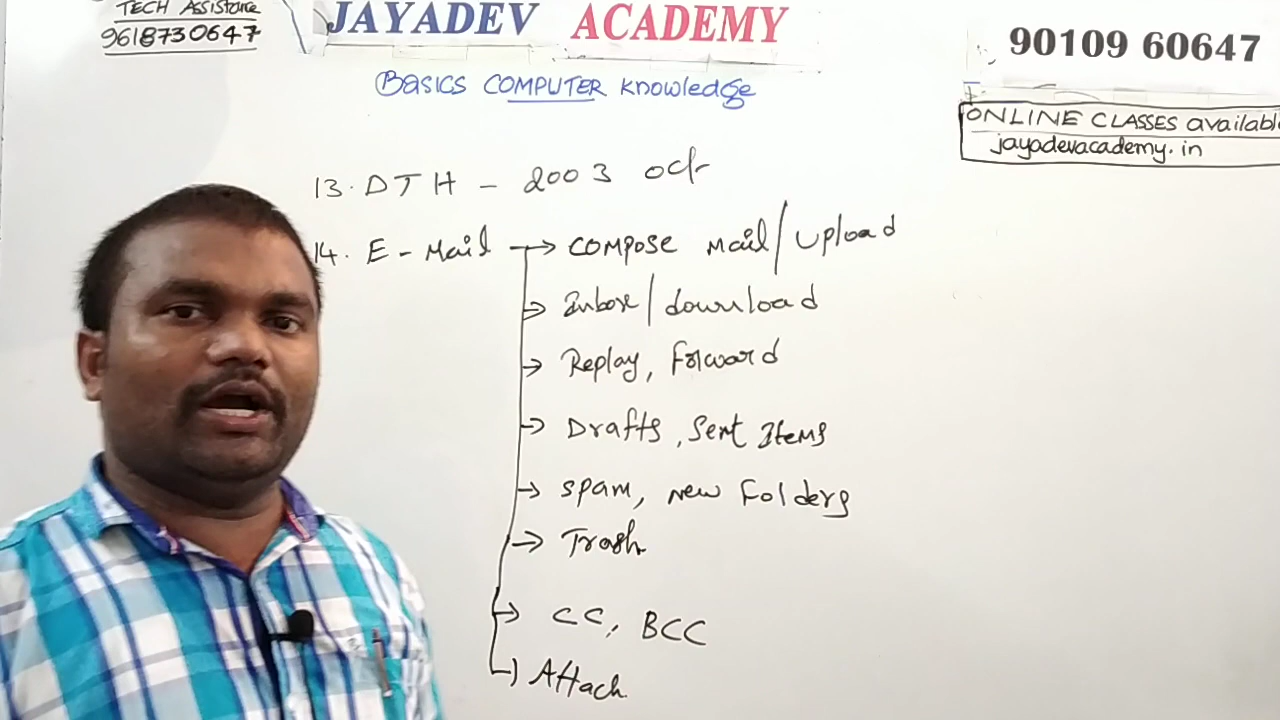 TECH Assistance
9618730647
JAYADEV ACADEMY
90109 60647
Basics COMPUTER Knowledge
ONLINE CLASSES available
jayadevacademy.in
13. DTH - 2003 oct
14. E-Mail → compose Mail/Upload
→ Inbox/download
→ Replay, Forward
→ Drafts, Sent Items
→ Spam, new Folders
→ Trash
→ CC, BCC
→ Attach